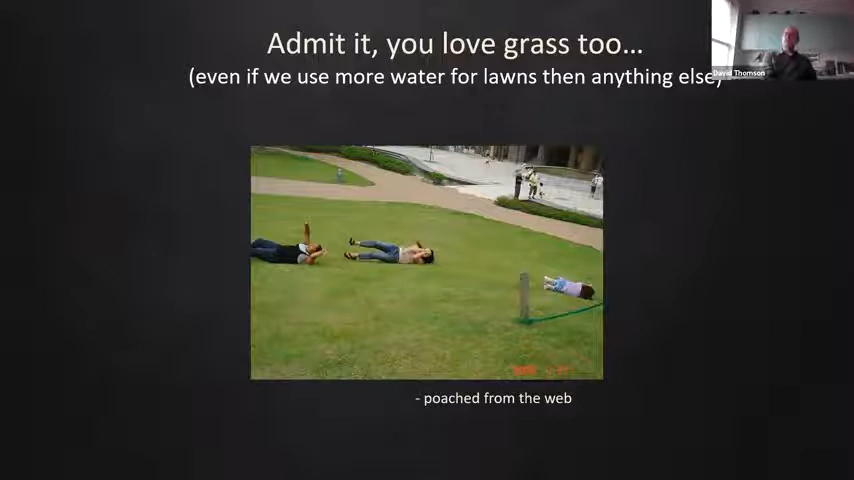 Admit it, you love grass too...
(even if we use more water for lawns then anything else)
David Thomson
- poached from the web